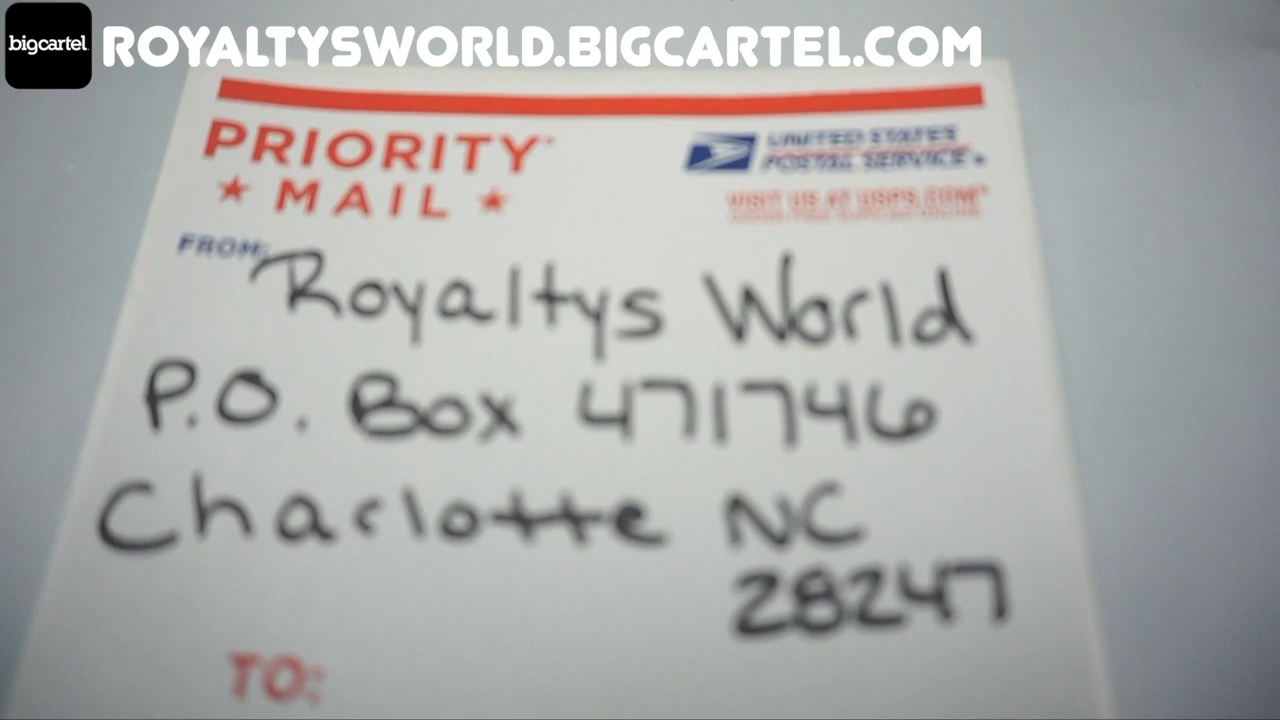 bigcartel
ROYALTYSWORLD.BIGCARTEL.COM
PRIORITY
MAIL
UNITED STATES
POSTAL SERVICE
VISIT US AT USPS.COM
FROM:
Royaltys World
P.O. Box 471746
Charlotte NC
28247
TO: